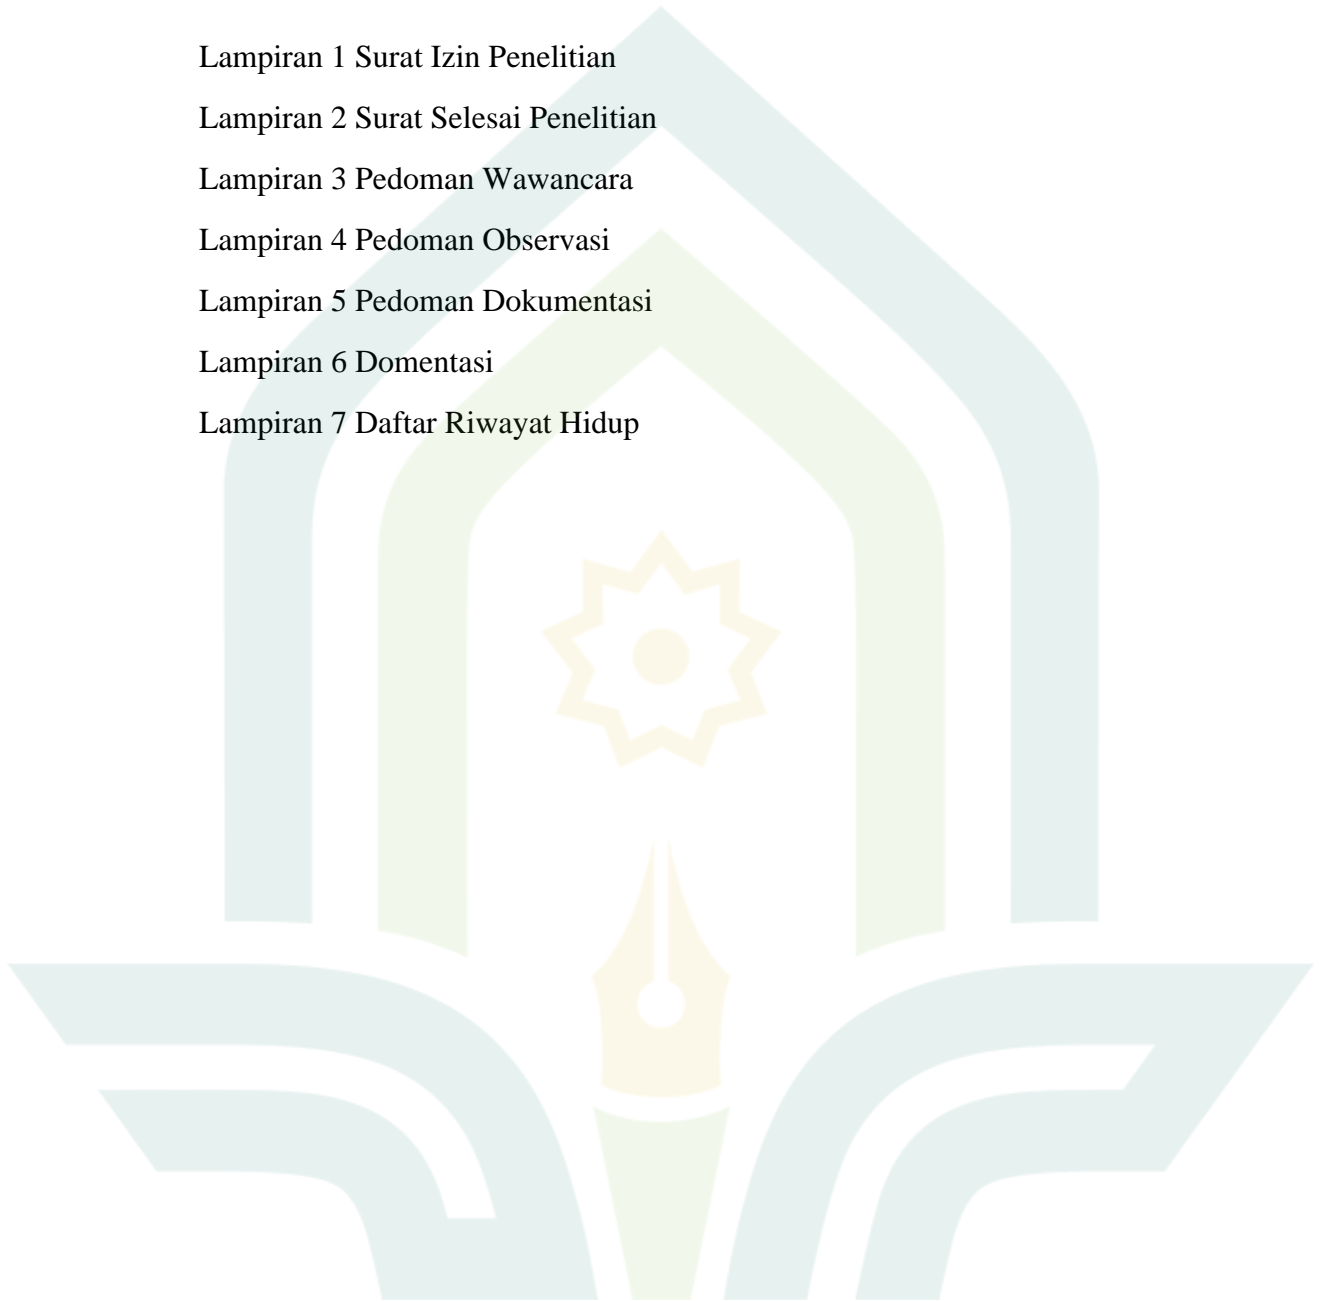 Lampiran 1 Surat Izin Penelitian
Lampiran 2 Surat Selesai Penelitian
Lampiran 3 Pedoman Wawancara
Lampiran 4 Pedoman Observasi
Lampiran 5 Pedoman Dokumentasi
Lampiran 6 Domentasi
Lampiran 7 Daftar Riwayat Hidup